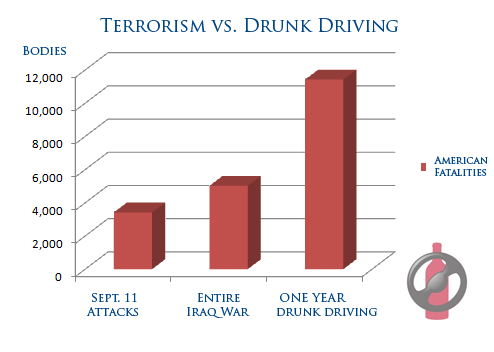 Terrorism vs. Drunk Driving
Bodies
12,000
10,000
8,000
6,000
4,000
2,000
0
Sept. 11
Attacks
Entire
Iraq War
ONE YEAR
DRUNK DRIVING
American
Fatalities